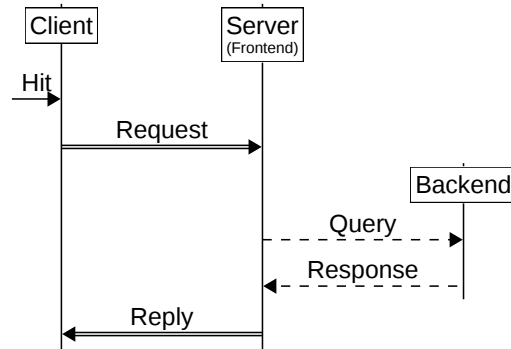 Client
Server
(Frontend)
Hit
Request
Backend
Query
Response
Reply